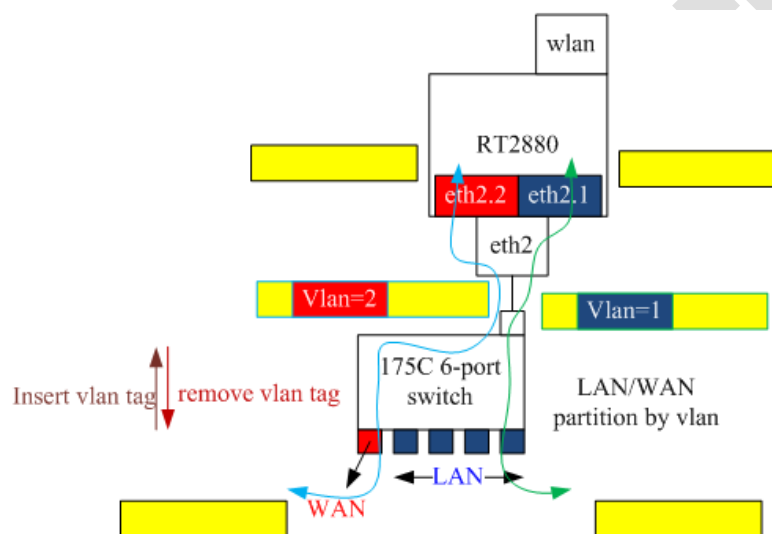 wlan
RT2880
eth2.2
eth2.1
eth2
Vlan=2
Vlan=1
175C 6-port
switch
Insert vlan tag
remove vlan tag
LAN/WAN
partition by vlan
LAN
WAN